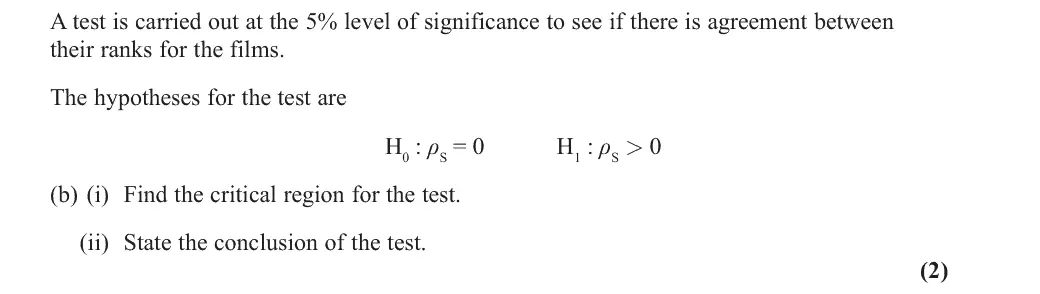 A test is carried out at the 5% level of significance to see if there is agreement between
their ranks for the films.
The hypotheses for the test are
H₀ : ρₛ = 0 H₁ : ρₛ > 0
(b) (i) Find the critical region for the test.
(ii) State the conclusion of the test.
(2)